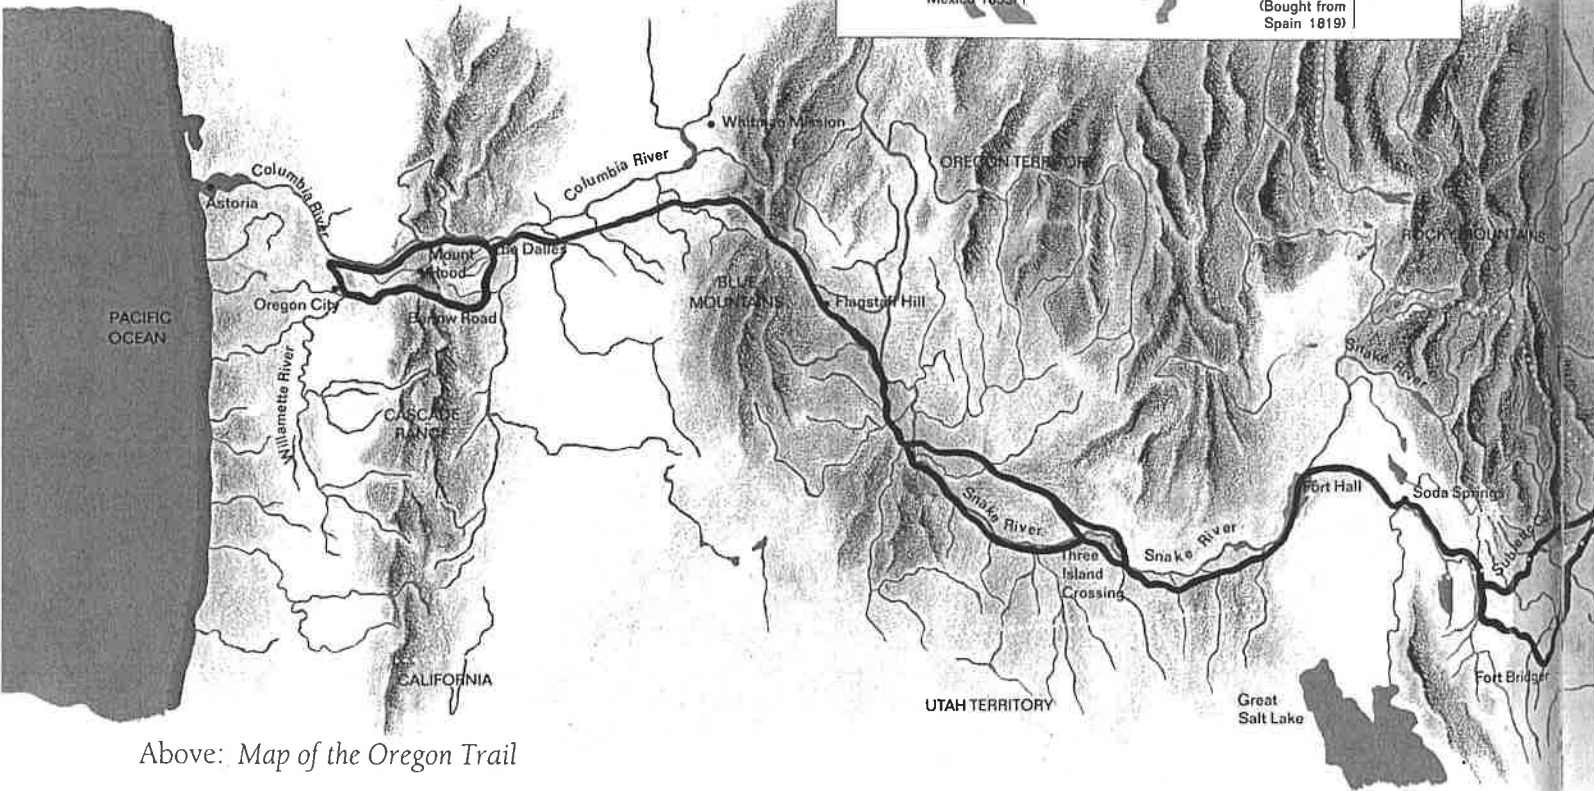 Mexico 1853)
(Bought from
Spain 1819)
Whitman Mission
Columbia River
OREGON TERRITORY
Columbia River
Astoria
ROCKY MOUNTAINS
The Dalles
Mount
Hood
BLUE
MOUNTAINS
Flagstaff Hill
Oregon City
Barlow Road
PACIFIC
OCEAN
Snake River
Willamette River
CASCADE
RANGE
Fort Hall
Soda Springs
Snake River
Snake River
Three
Island
Crossing
CALIFORNIA
Fort Bridger
UTAH TERRITORY
Great
Salt Lake
Above: Map of the Oregon Trail